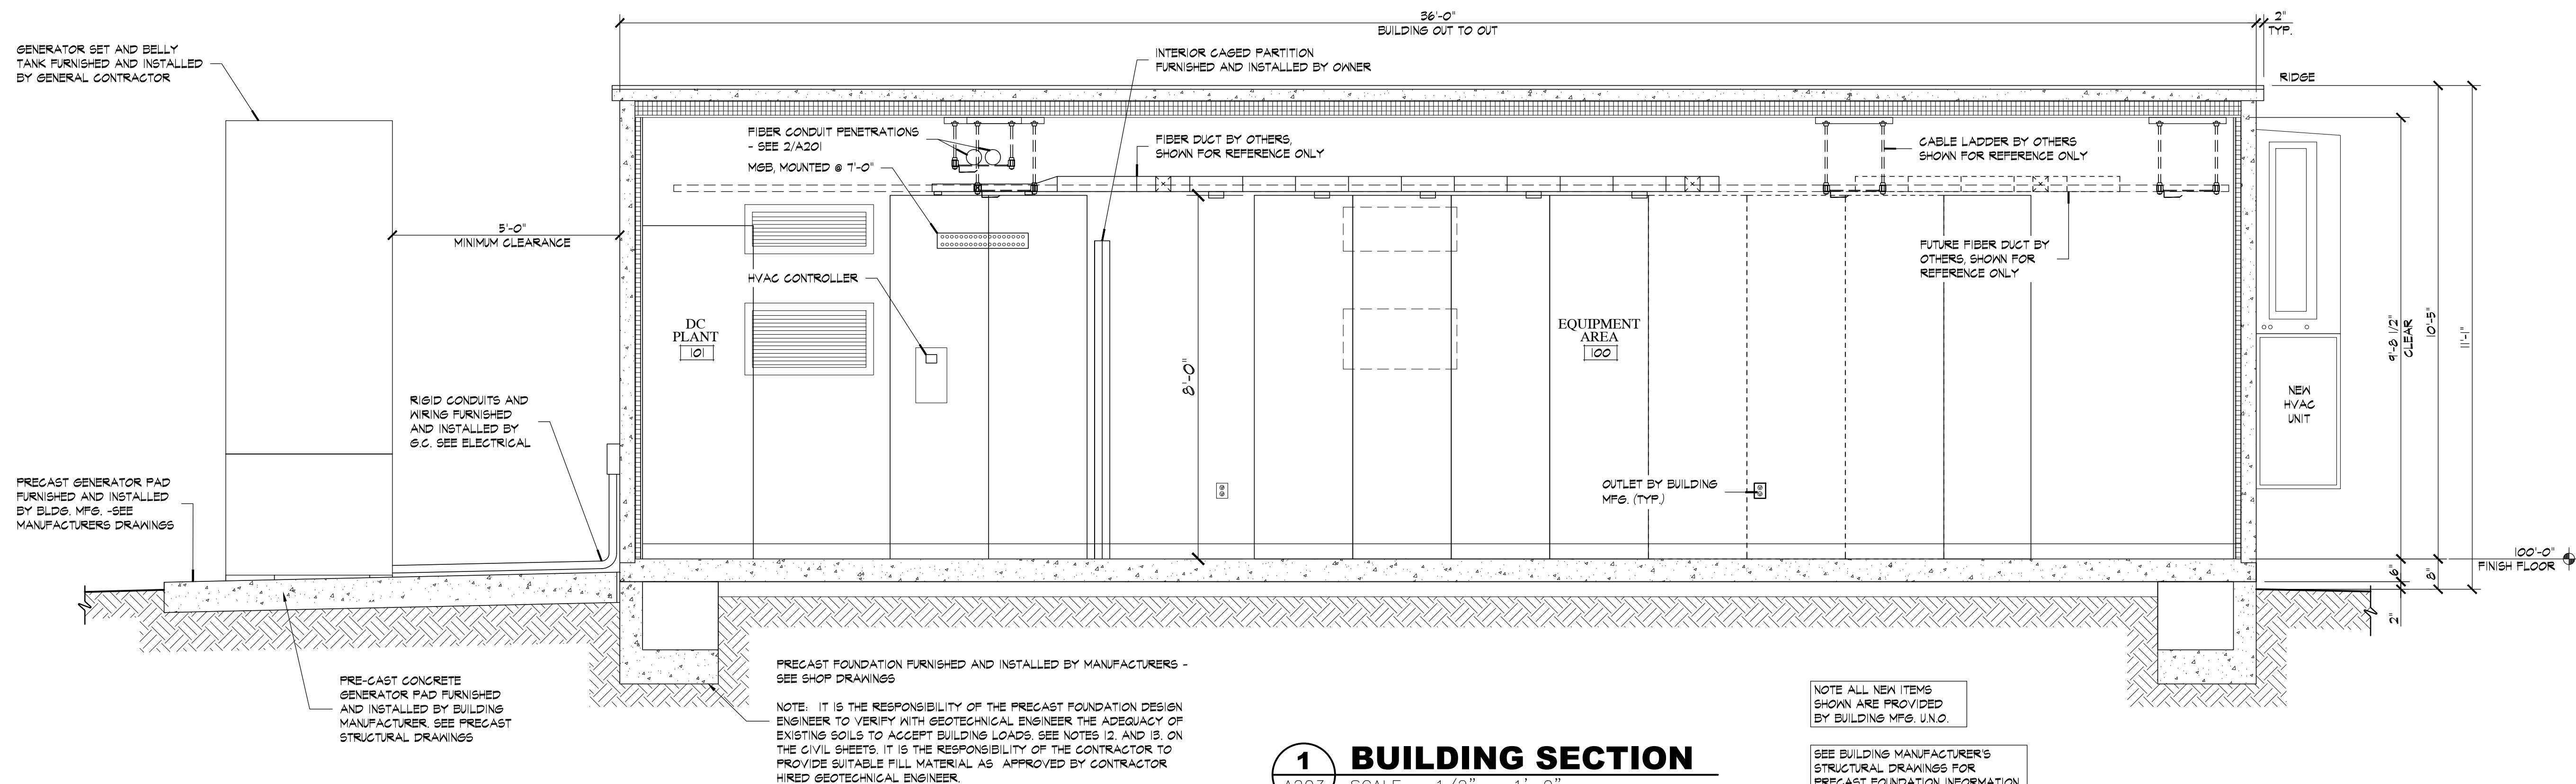 36'-0"
BUILDING OUT TO OUT
2"
TYP.
GENERATOR SET AND BELLY
TANK FURNISHED AND INSTALLED
BY GENERAL CONTRACTOR
INTERIOR CAGED PARTITION
FURNISHED AND INSTALLED BY OWNER
RIDGE
FIBER CONDUIT PENETRATIONS
- SEE 2/A201
MGB, MOUNTED @ 7'-0"
FIBER DUCT BY OTHERS,
SHOWN FOR REFERENCE ONLY
CABLE LADDER BY OTHERS
SHOWN FOR REFERENCE ONLY
5'-0"
MINIMUM CLEARANCE
HVAC CONTROLLER
FUTURE FIBER DUCT BY
OTHERS, SHOWN FOR
REFERENCE ONLY
DC
PLANT
101
EQUIPMENT
AREA
100
8'-0"
9'-8 1/2"
CLEAR
10'-5"
11'-1"
NEW
HVAC
UNIT
RIGID CONDUITS AND
WIRING FURNISHED
AND INSTALLED BY
G.C. SEE ELECTRICAL
PRECAST GENERATOR PAD
FURNISHED AND INSTALLED
BY BLDG. MFG. -SEE
MANUFACTURERS DRAWINGS
OUTLET BY BUILDING
MFG. (TYP.)
100'-0"
FINISH FLOOR
6"
8"
2"
PRE-CAST CONCRETE
GENERATOR PAD FURNISHED
AND INSTALLED BY BUILDING
MANUFACTURER. SEE PRECAST
STRUCTURAL DRAWINGS
PRECAST FOUNDATION FURNISHED AND INSTALLED BY MANUFACTURERS -
SEE SHOP DRAWINGS
NOTE: IT IS THE RESPONSIBILITY OF THE PRECAST FOUNDATION DESIGN
ENGINEER TO VERIFY WITH GEOTECHNICAL ENGINEER THE ADEQUACY OF
EXISTING SOILS TO ACCEPT BUILDING LOADS. SEE NOTES 12. AND 13. ON
THE CIVIL SHEETS. IT IS THE RESPONSIBILITY OF THE CONTRACTOR TO
PROVIDE SUITABLE FILL MATERIAL AS APPROVED BY CONTRACTOR
HIRED GEOTECHNICAL ENGINEER.
NOTE ALL NEW ITEMS
SHOWN ARE PROVIDED
BY BUILDING MFG. U.N.O.
1
BUILDING SECTION
SEE BUILDING MANUFACTURER'S
STRUCTURAL DRAWINGS FOR
PRECAST FOUNDATION INFORMATION